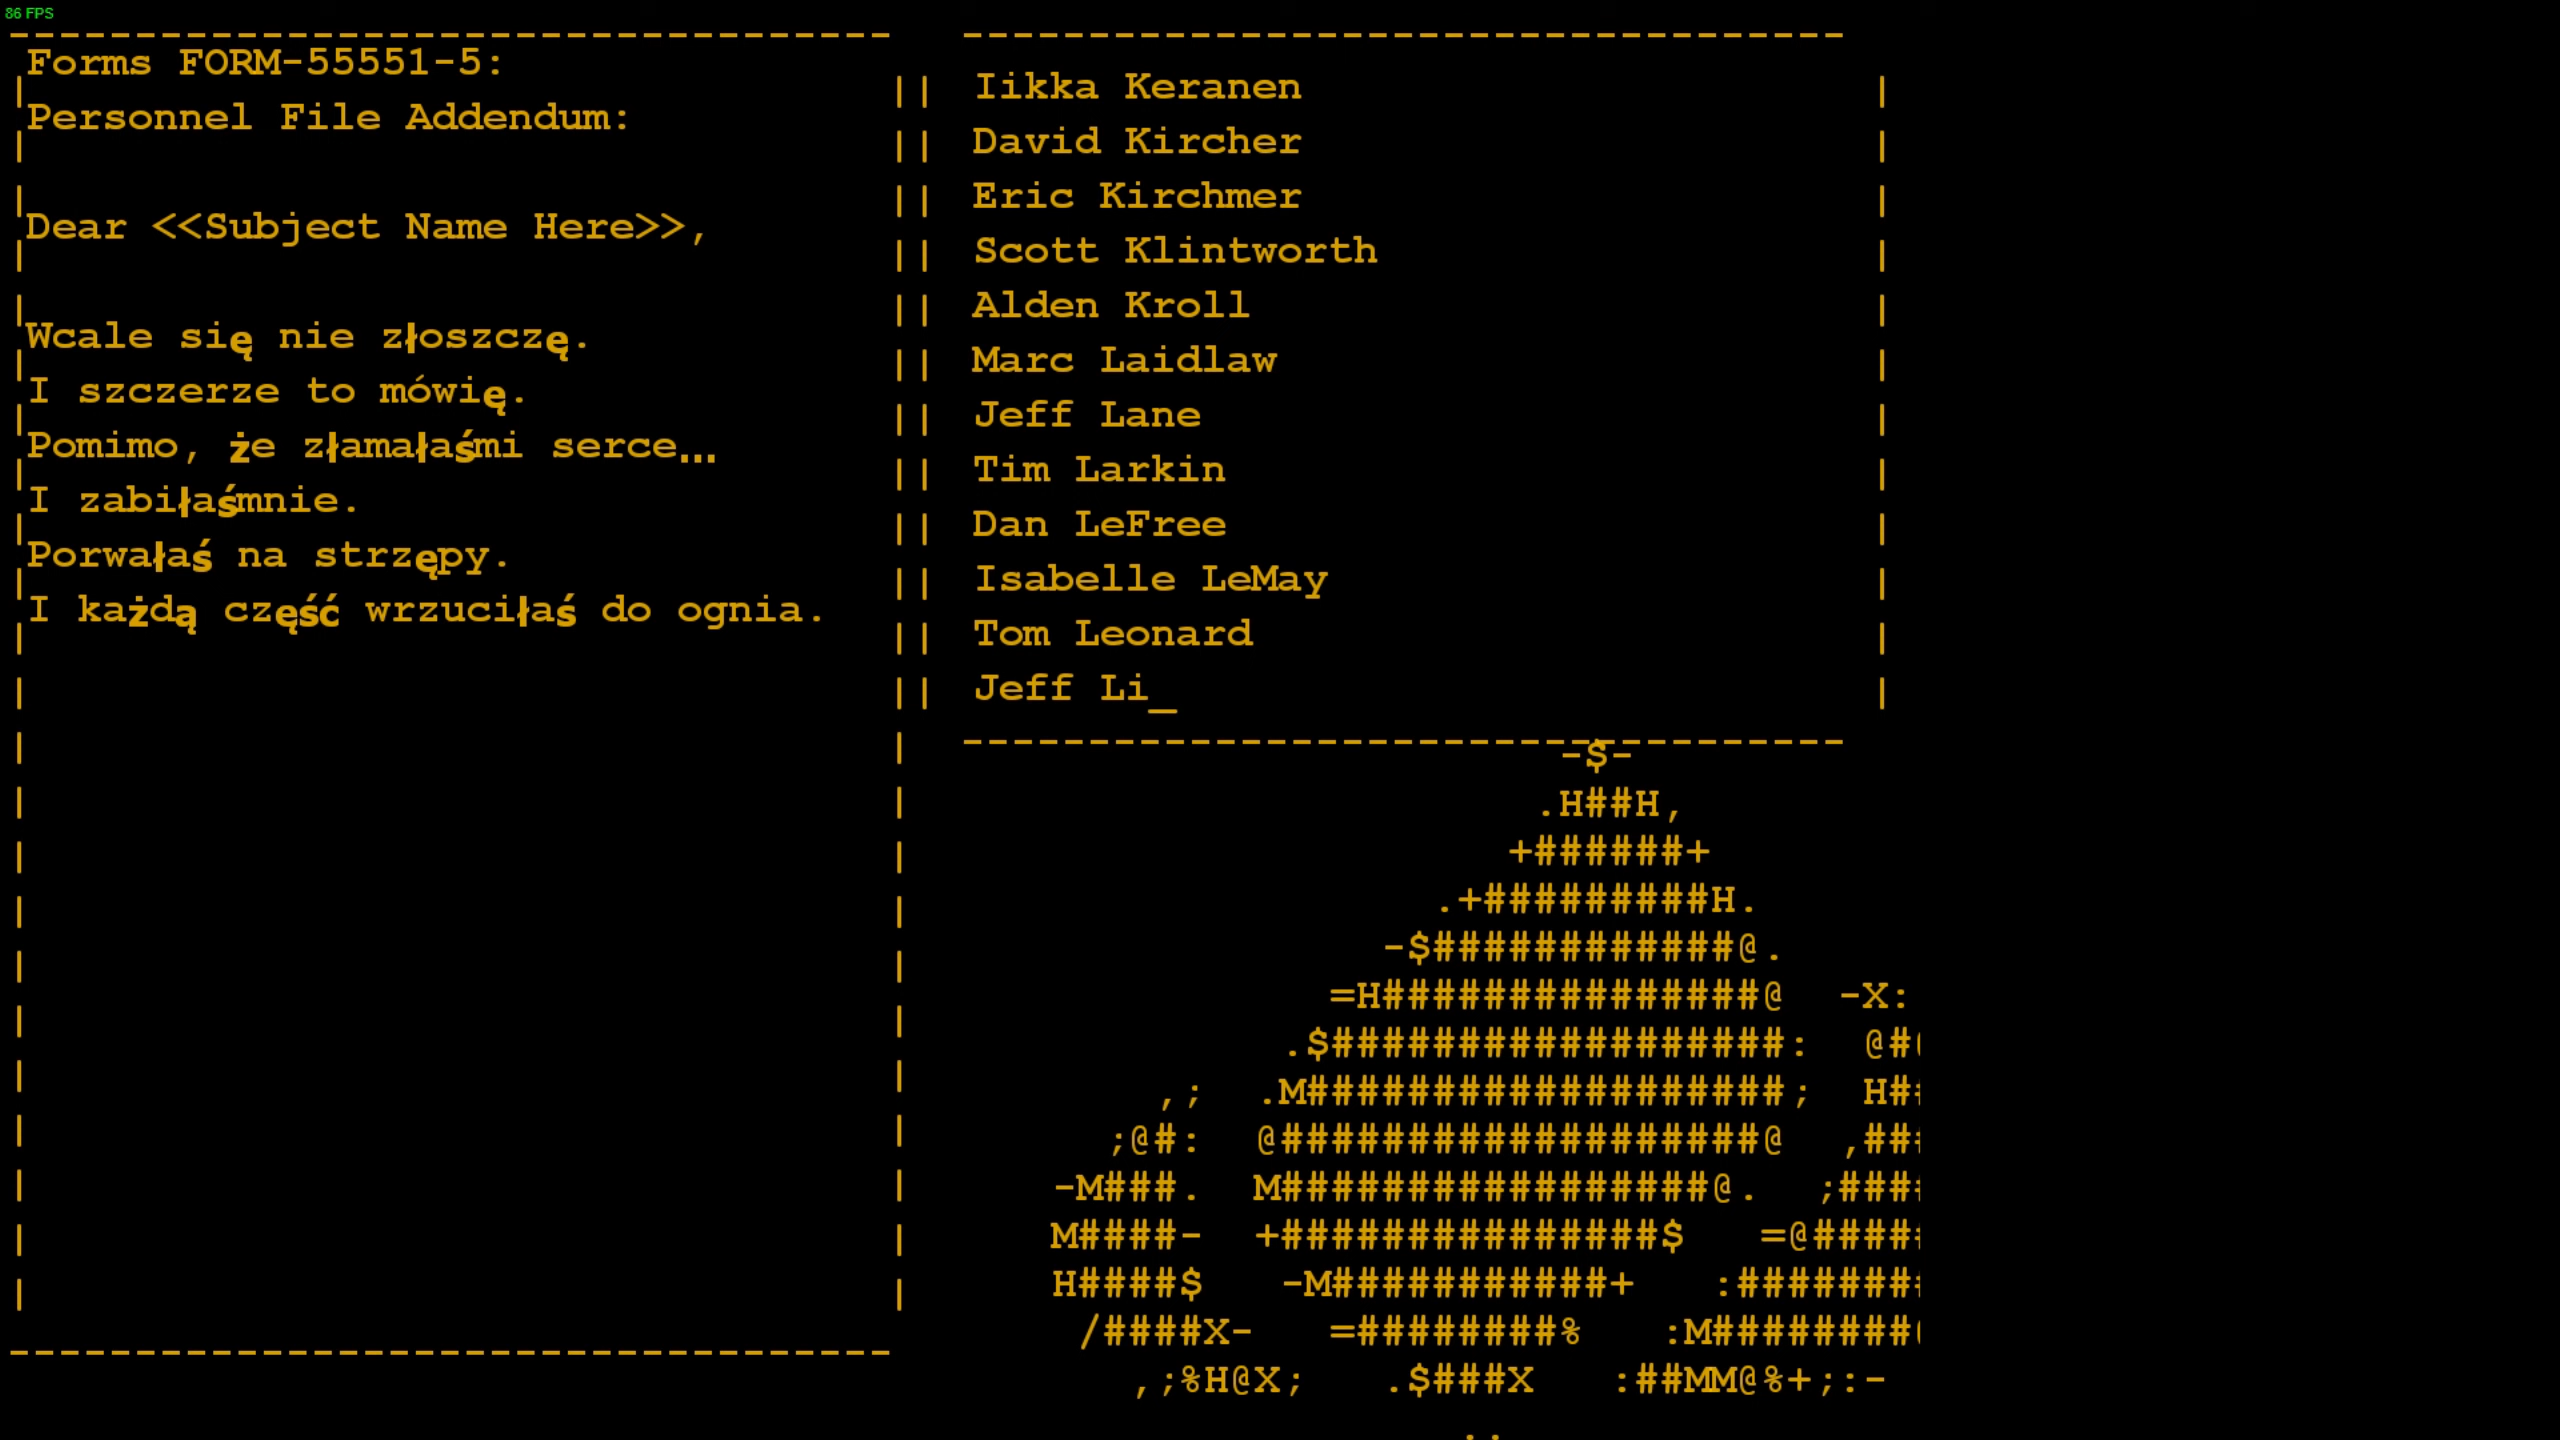 86 FPS
Forms FORM-55551-5:
Personnel File Addendum:
Dear <<Subject Name Here>>,
Wcale się nie złoszczę.
I szczerze to mówię.
Pomimo, że złamałaśmi serce...
I zabiłaśmnie.
Porwałaś na strzępy.
I każdą część wrzuciłaś do ognia.
Iikka Keranen
David Kircher
Eric Kirchmer
Scott Klintworth
Alden Kroll
Marc Laidlaw
Jeff Lane
Tim Larkin
Dan LeFree
Isabelle LeMay
Tom Leonard
Jeff Li_